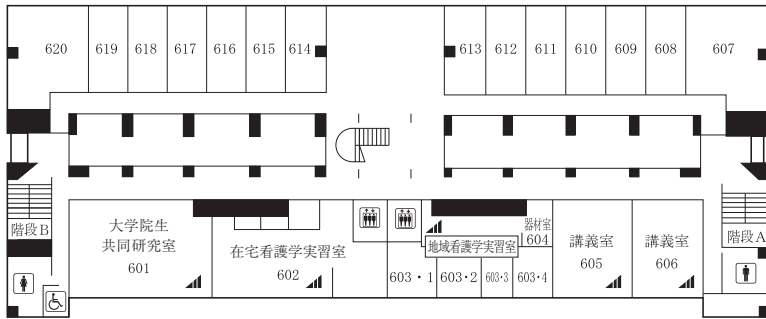 620
619
618
617
616
615
614
613
612
611
610
609
608
607
階段B
大学院生
共同研究室
601
在宅看護学実習室
602
地域看護学実習室
603・1
603・2
603・3
603・4
器材室
604
講義室
605
講義室
606
階段A